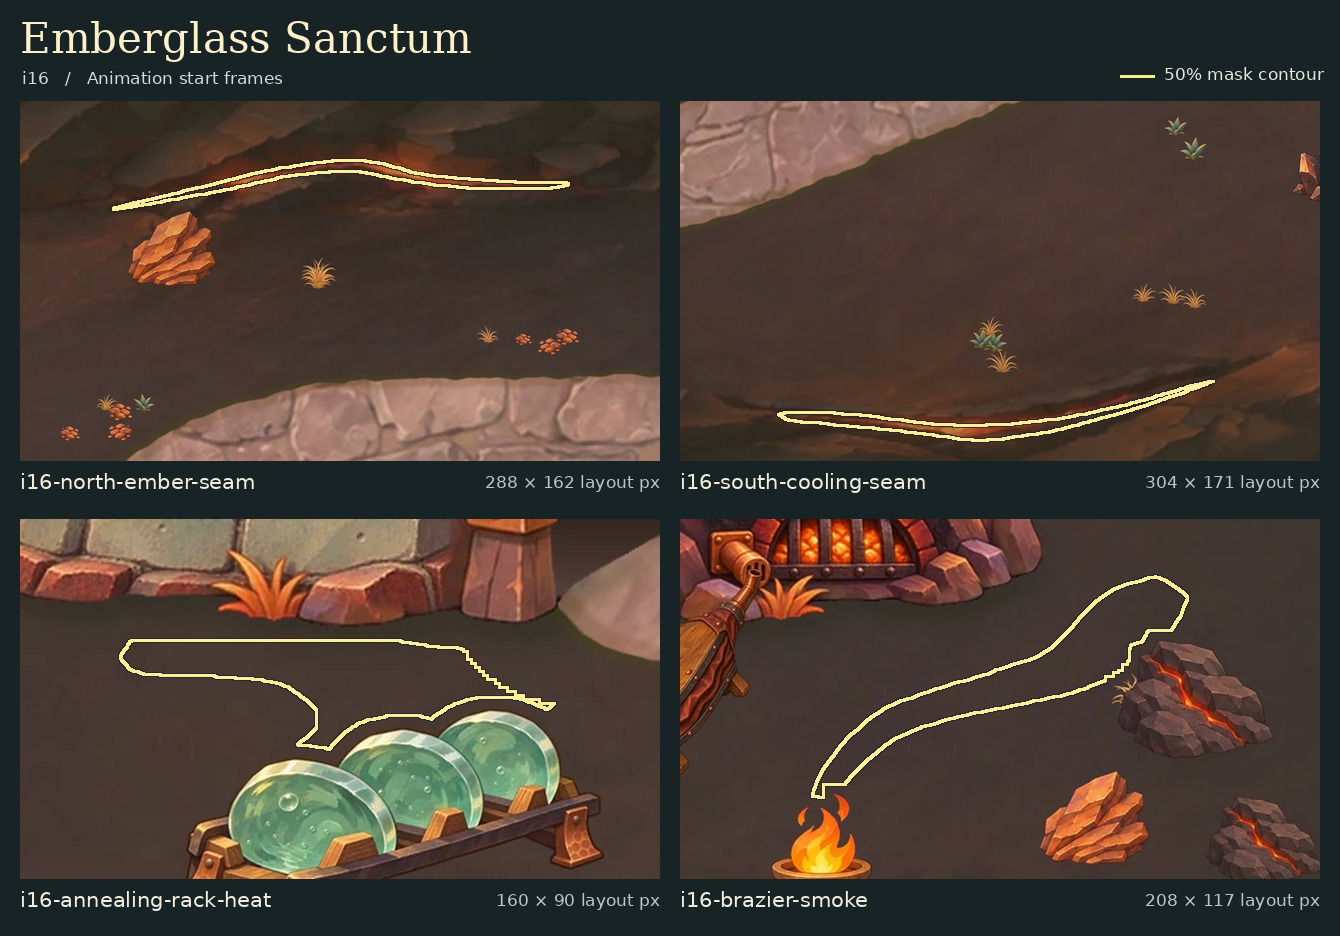 Emberglass Sanctum
i16 / Animation start frames
50% mask contour
i16-north-ember-seam 288 × 162 layout px
i16-south-cooling-seam 304 × 171 layout px
i16-annealing-rack-heat 160 × 90 layout px
i16-brazier-smoke 208 × 117 layout px